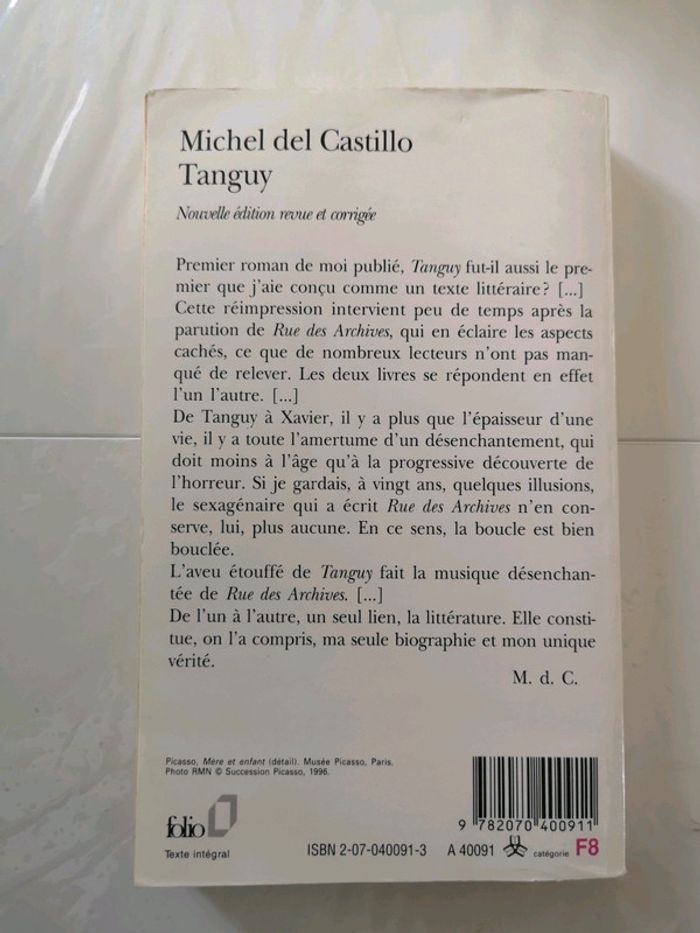 Michel del Castillo
Tanguy
Nouvelle édition revue et corrigée
Premier roman de moi publié, Tanguy fut-il aussi le pre-
mier que j'aie conçu comme un texte littéraire ? [...]
Cette réimpression intervient peu de temps après la
parution de Rue des Archives, qui en éclaire les aspects
cachés, ce que de nombreux lecteurs n'ont pas man-
qué de relever. Les deux livres se répondent en effet
l'un l'autre. [...]
De Tanguy à Xavier, il y a plus que l'épaisseur d'une
vie, il y a toute l'amertume d'un désenchantement, qui
doit moins à l'âge qu'à la progressive découverte de
l'horreur. Si je gardais, à vingt ans, quelques illusions,
le sexagénaire qui a écrit Rue des Archives n'en con-
serve, lui, plus aucune. En ce sens, la boucle est bien
bouclée.
L'aveu étouffé de Tanguy fait la musique désenchan-
tée de Rue des Archives. [...]
De l'un à l'autre, un seul lien, la littérature. Elle consti-
tue, on l'a compris, ma seule biographie et mon unique
vérité.
M. d. C.
Picasso, Mère et enfant (détail). Musée Picasso, Paris.
Photo RMN © Succession Picasso, 1996.
9 782070 400911
folio
Texte intégral
ISBN 2-07-040091-3 A 40091 catégorie F8